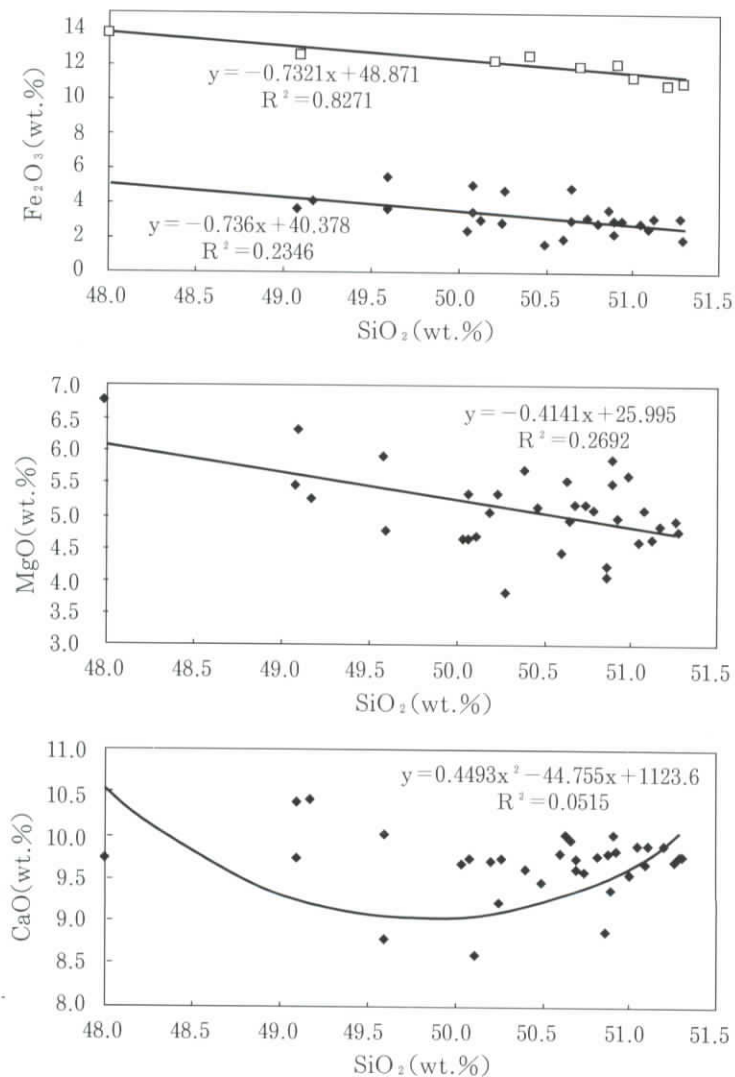 14
12
10
8
6
4
2
0
Fe₂O₃(wt.%)
y=-0.7321x+48.871
R²=0.8271
y=-0.736x+40.378
R²=0.2346
48.0 48.5 49.0 49.5 50.0 50.5 51.0 51.5
SiO₂(wt.%)
7.0
6.5
6.0
5.5
5.0
4.5
4.0
3.5
3.0
MgO(wt.%)
y=-0.4141x+25.995
R²=0.2692
48.0 48.5 49.0 49.5 50.0 50.5 51.0 51.5
SiO₂(wt.%)
11.0
10.5
10.0
9.5
9.0
8.5
8.0
CaO(wt.%)
y=0.4493x²-44.755x+1123.6
R²=0.0515
48.0 48.5 49.0 49.5 50.0 50.5 51.0 51.5
SiO₂(wt.%)